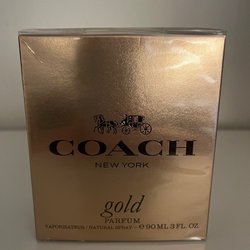 COACH
NEW YORK
gold
PARFUM
VAPORISATEUR / NATURAL SPRAY ℮ 90 ML 3 FL. OZ